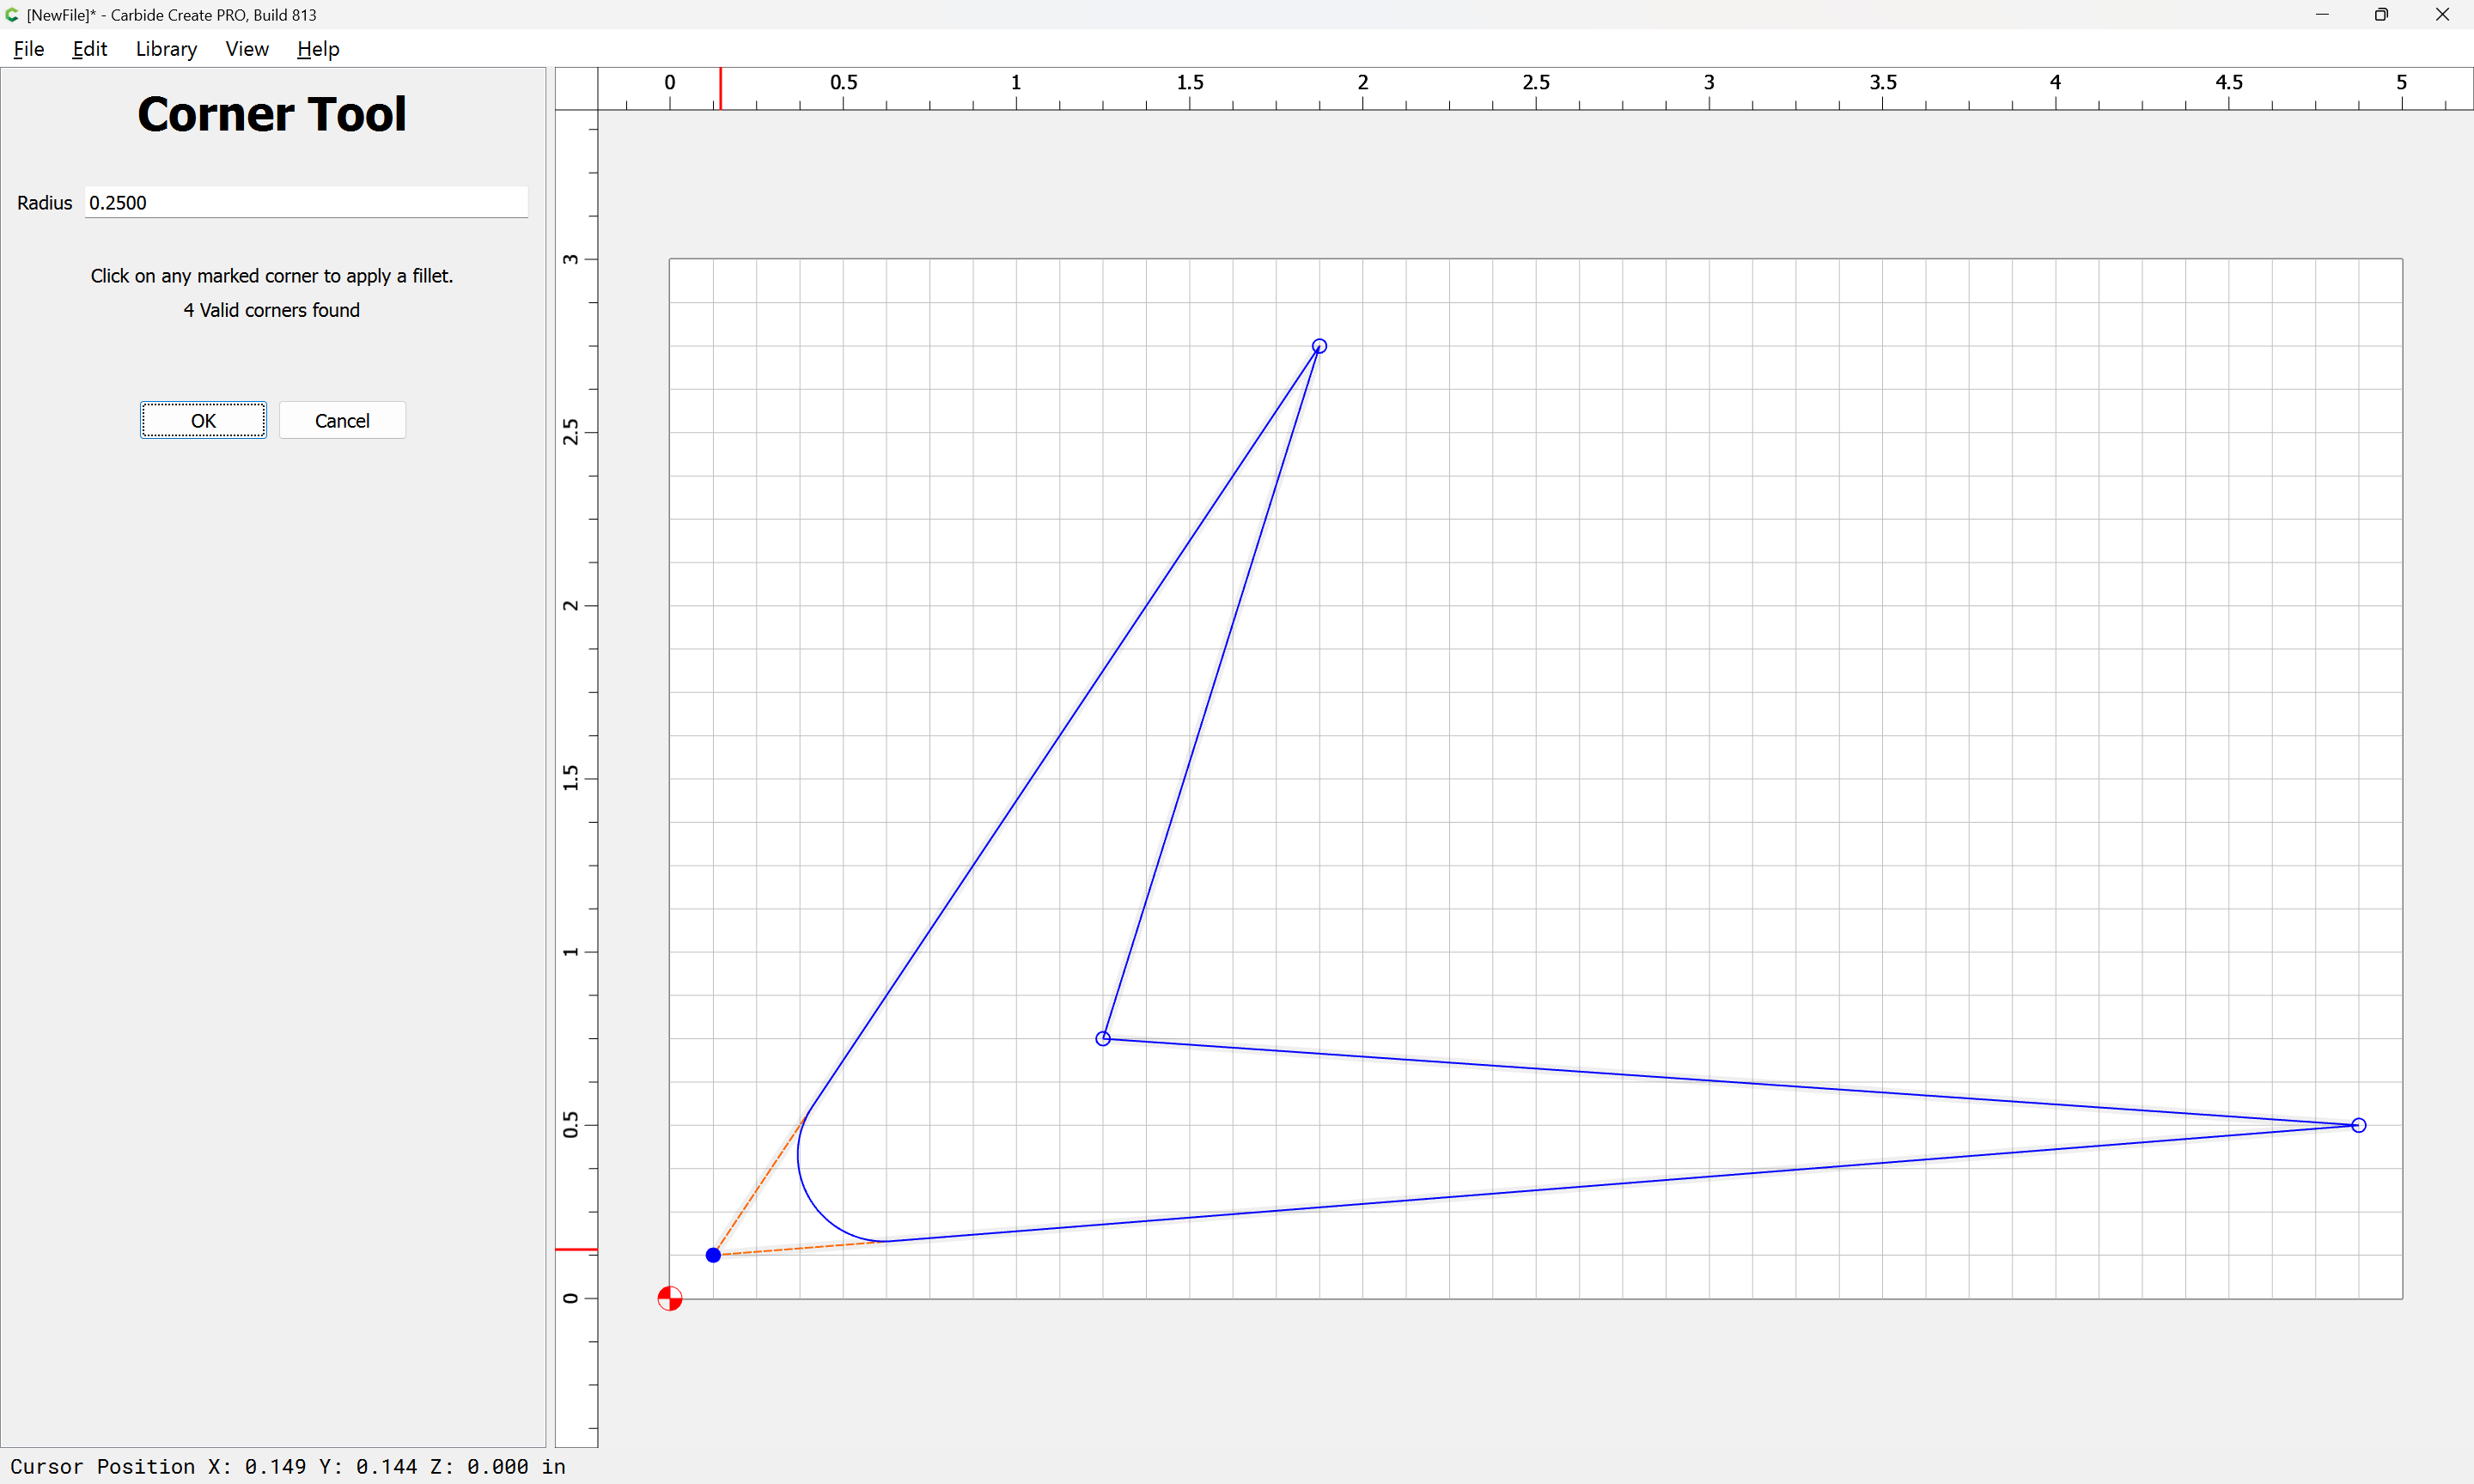 [NewFile]* - Carbide Create PRO, Build 813
File Edit Library View Help
Corner Tool
Radius 0.2500
Click on any marked corner to apply a fillet.
4 Valid corners found
OK Cancel
0 0.5 1 1.5 2 2.5 3 3.5 4 4.5 5
3
2.5
2
1.5
1
0.5
0
Cursor Position X: 0.149 Y: 0.144 Z: 0.000 in